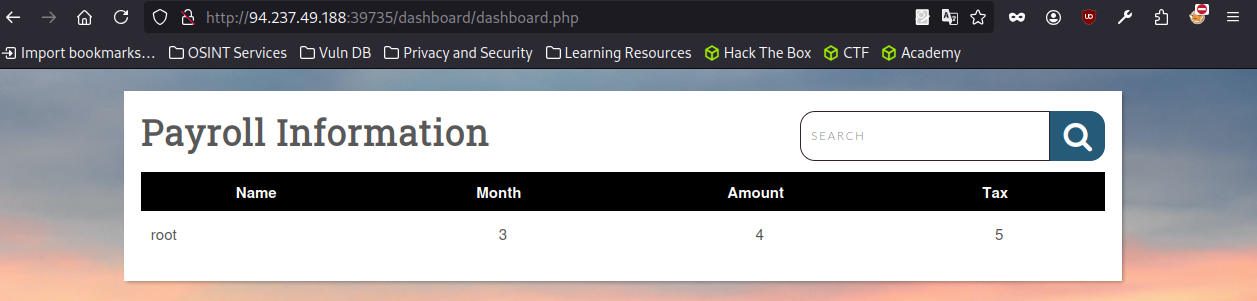 http://94.237.49.188:39735/dashboard/dashboard.php
Import bookmarks... OSINT Services Vuln DB Privacy and Security Learning Resources Hack The Box CTF Academy
Payroll Information
SEARCH
Name Month Amount Tax
root 3 4 5